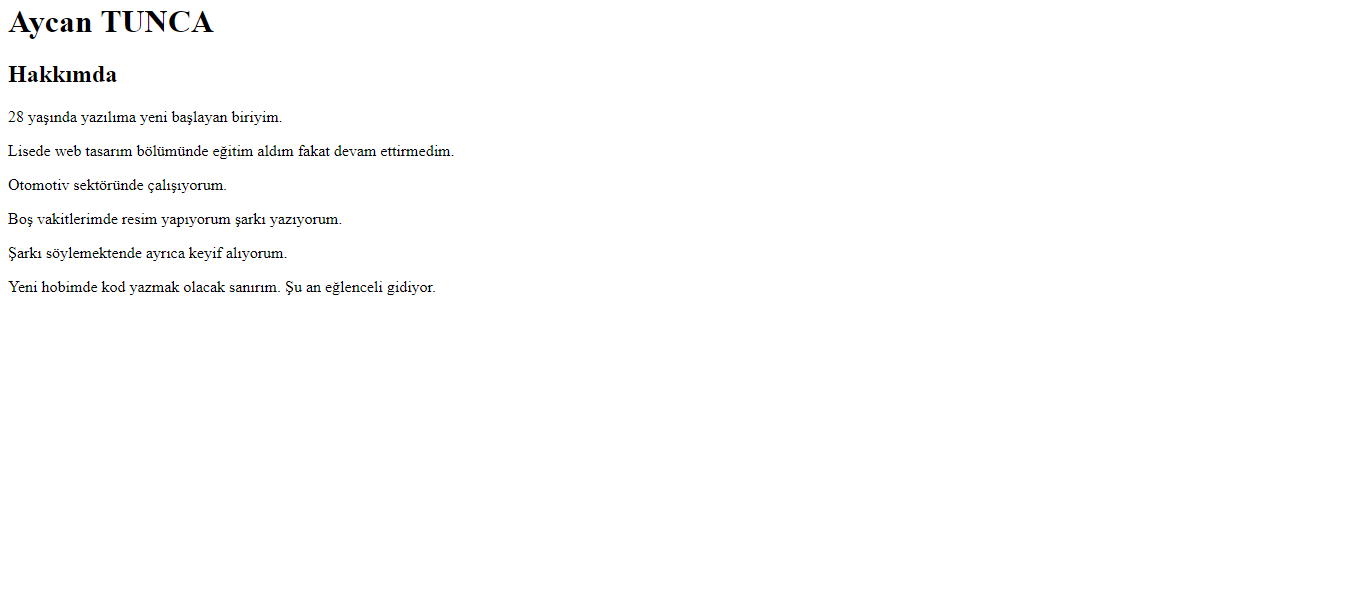 Aycan TUNCA
Hakkımda
28 yaşında yazılıma yeni başlayan biriyim.
Lisede web tasarım bölümünde eğitim aldım fakat devam ettirmedim.
Otomotiv sektöründe çalışıyorum.
Boş vakitlerimde resim yapıyorum şarkı yazıyorum.
Şarkı söylemektende ayrıca keyif alıyorum.
Yeni hobimde kod yazmak olacak sanırım. Şu an eğlenceli gidiyor.